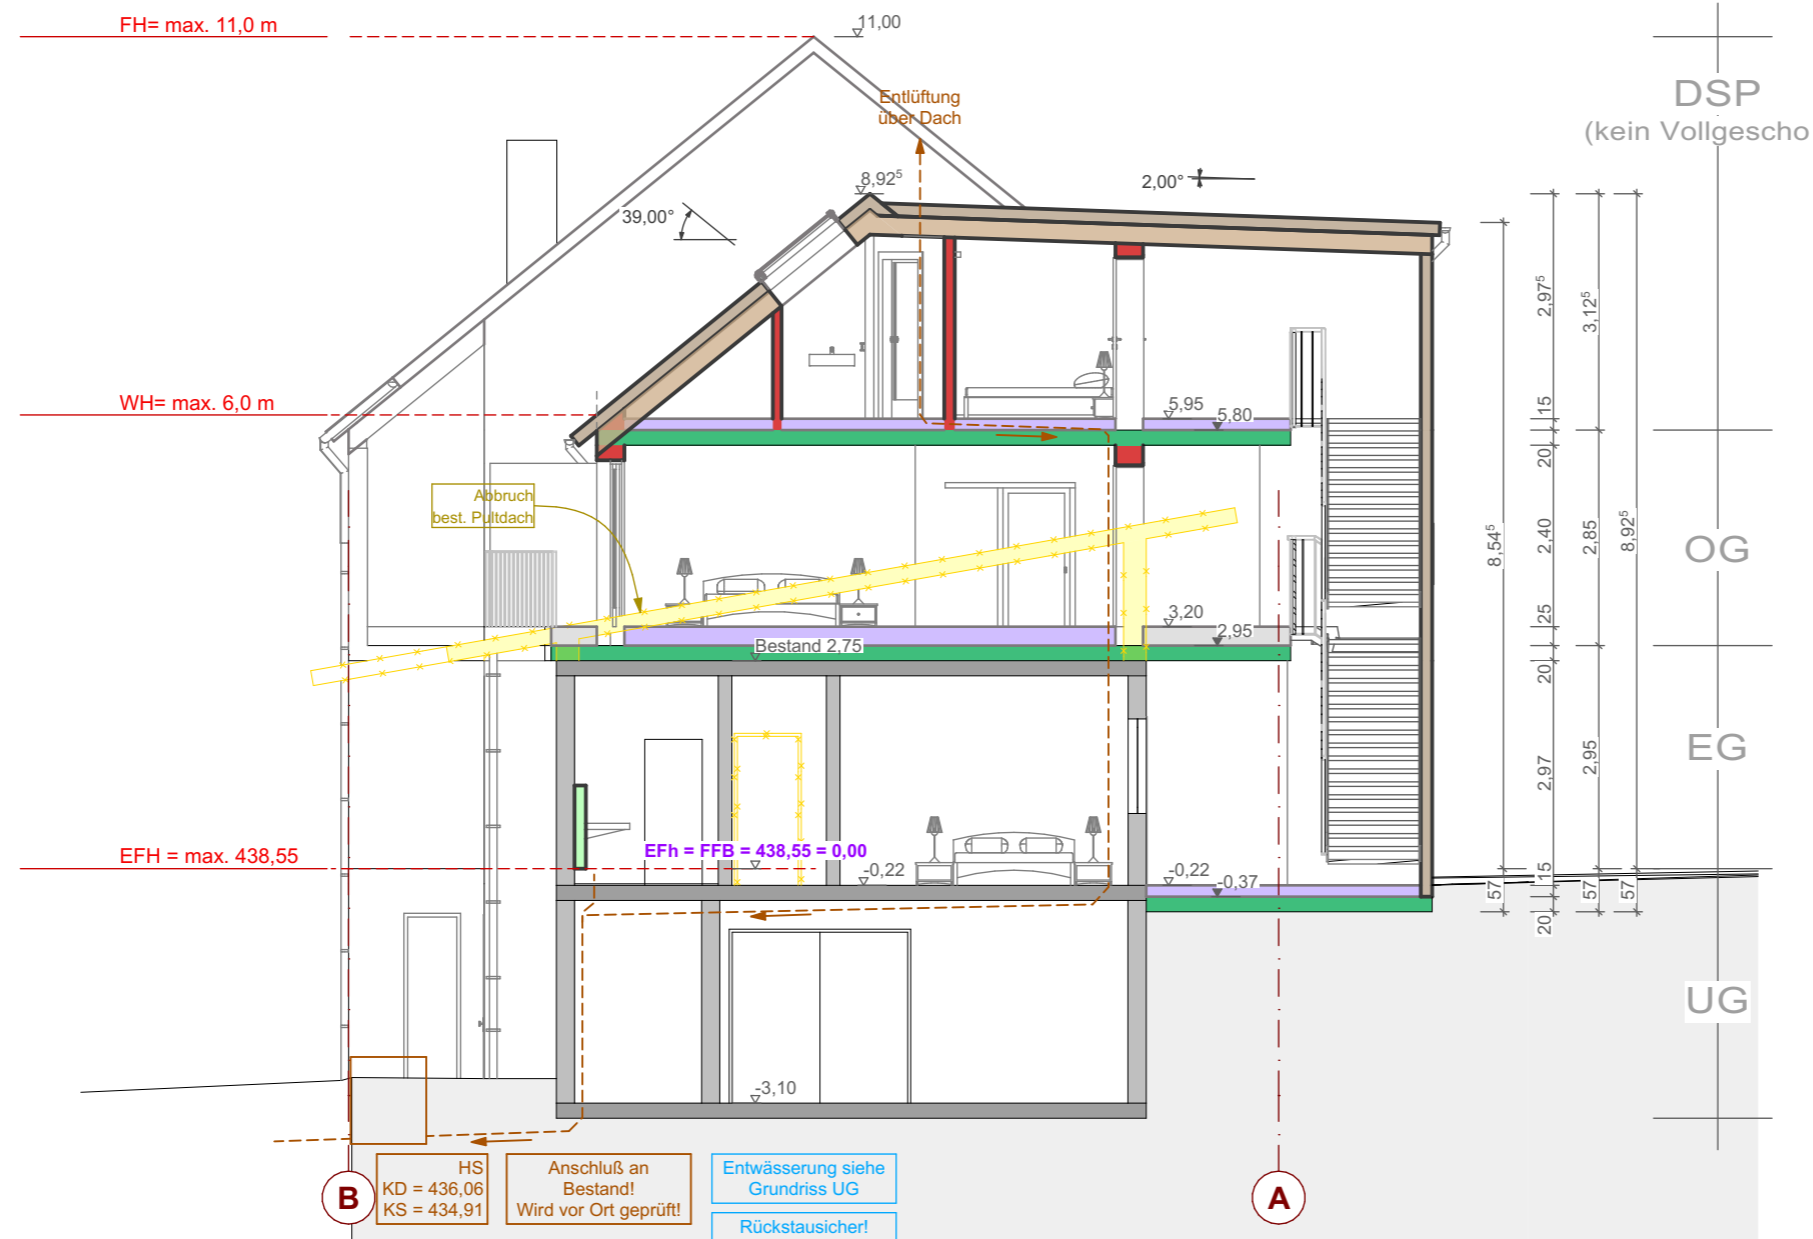 FH= max. 11,0 m
11,00
DSP
(kein Vollgescho
Entlüftung
über Dach
8,92⁵
2,00°
39,00°
2,97⁵
3,12⁵
WH= max. 6,0 m
5,95
5,80
15
20
Abbruch
best. Pultdach
8,54⁵
2,40
2,85
8,92⁵
OG
3,20
2,95
25
Bestand 2,75
20
EG
2,97
2,95
EFH = max. 438,55
EFh = FFB = 438,55 = 0,00
-0,22
-0,22
-0,37
57
15
57
57
20
UG
-3,10
B
HS
KD = 436,06
KS = 434,91
Anschluß an
Bestand!
Wird vor Ort geprüft!
Entwässerung siehe
Grundriss UG
Rückstausicher!
A